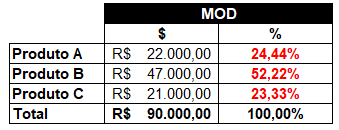 MOD
$ %
Produto A R$ 22.000,00 24,44%
Produto B R$ 47.000,00 52,22%
Produto C R$ 21.000,00 23,33%
Total R$ 90.000,00 100,00%